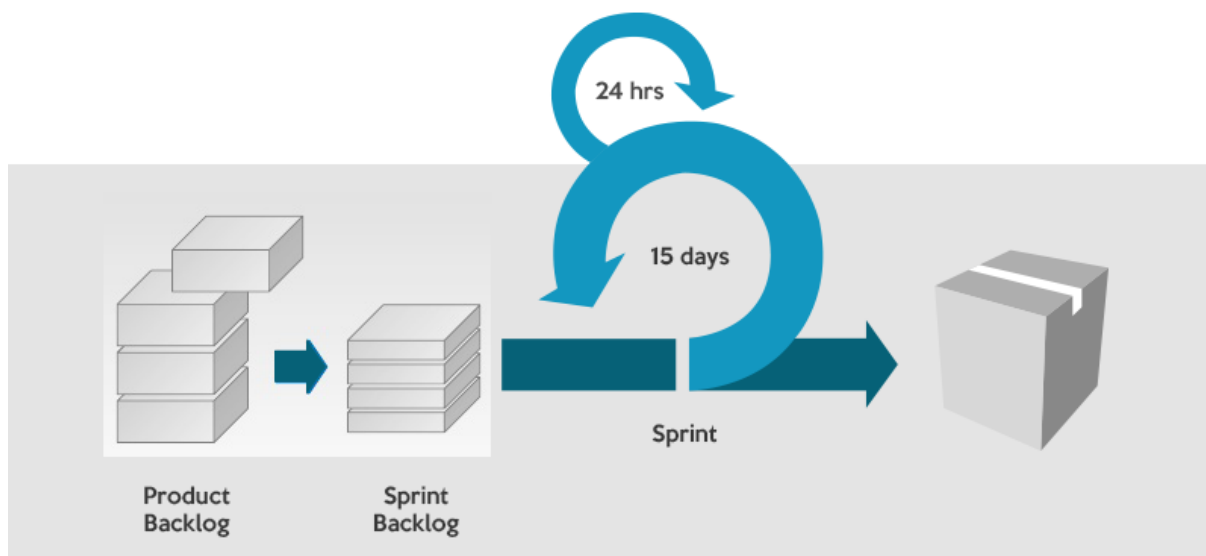 24 hrs
15 days
Sprint
Product
Backlog
Sprint
Backlog